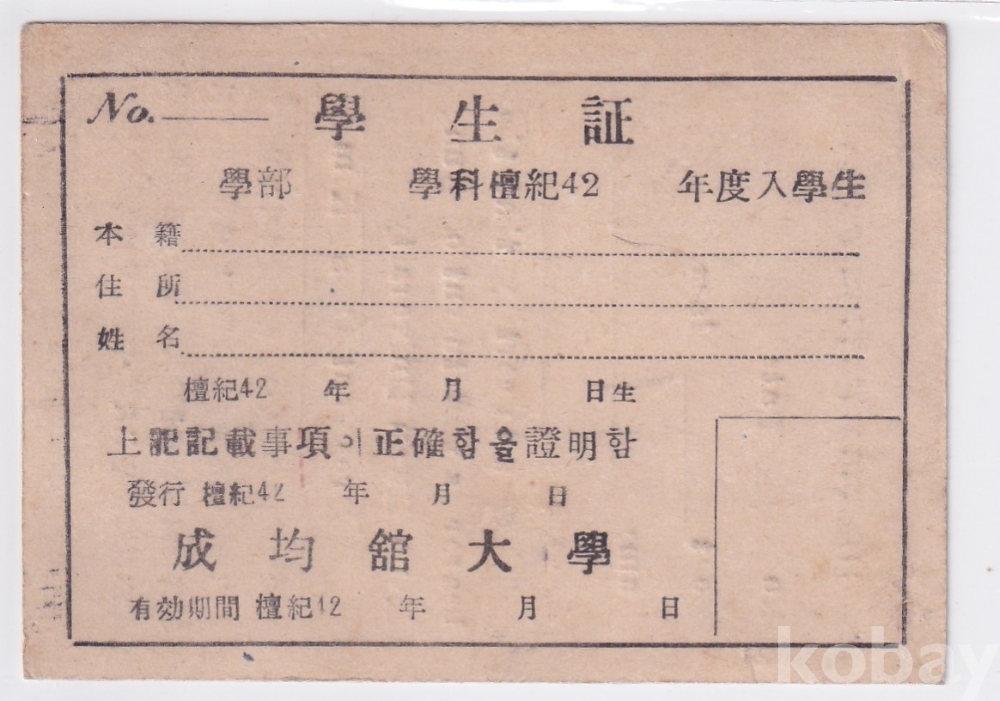 No. 學生証
學部 學科檀紀42 年度入學生
本籍
住所
姓名
檀紀42 年 月 日生
上記記載事項이正確함을證明함
發行 檀紀42 年 月 日
成均舘大學
有効期間 檀紀42 年 月 日
kobay